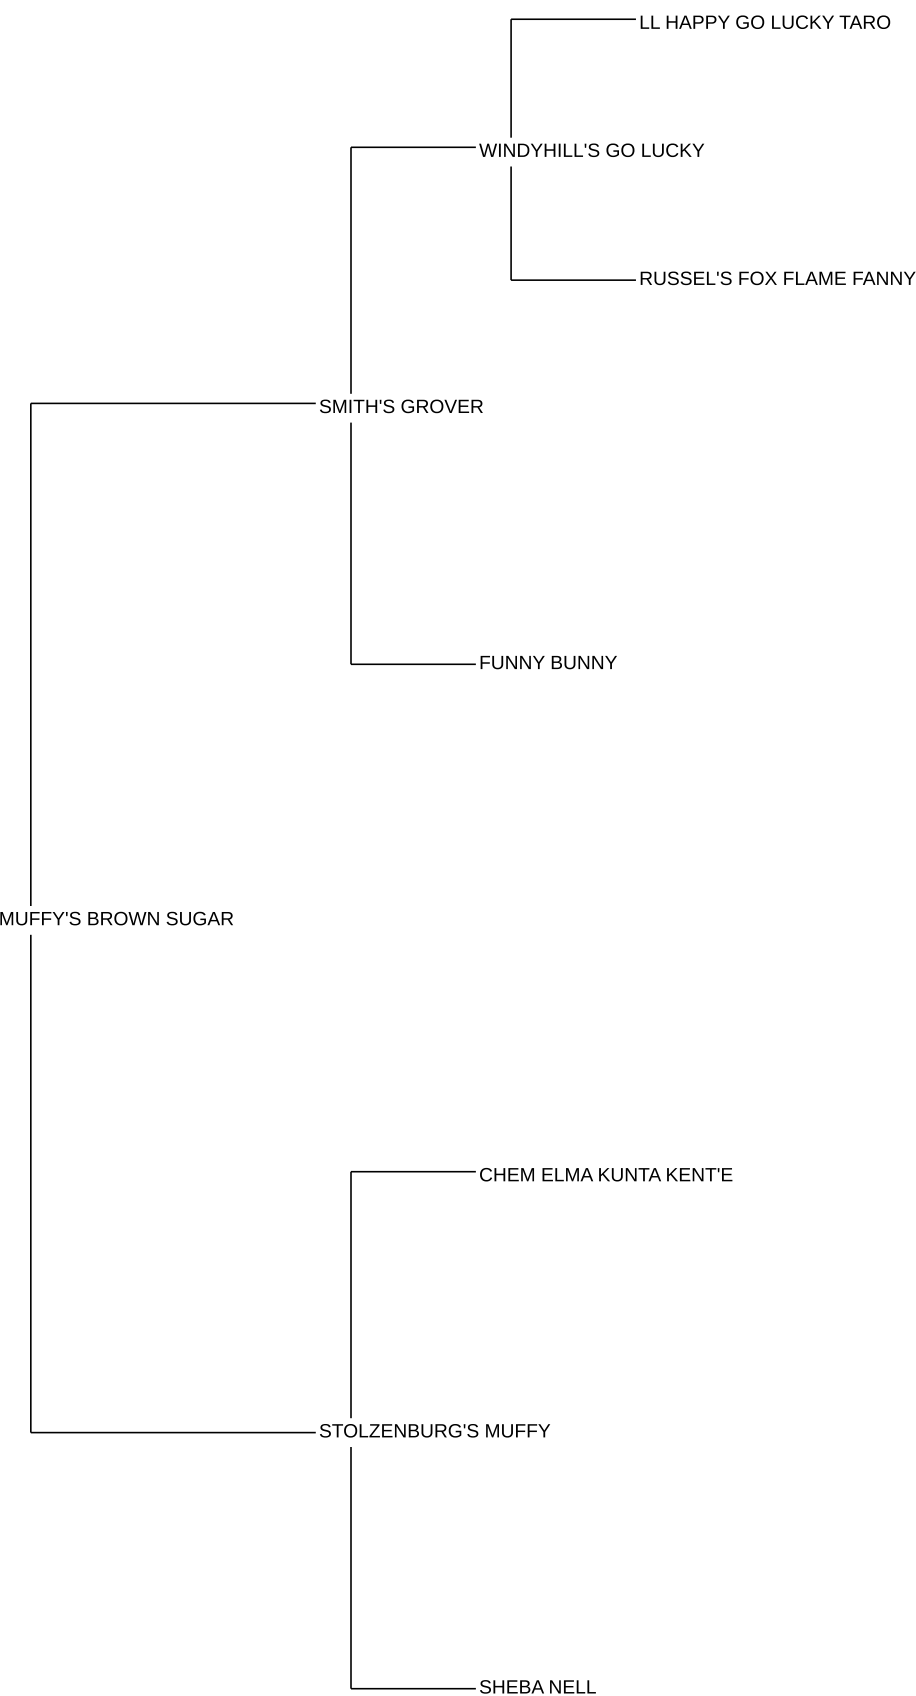 LL HAPPY GO LUCKY TARO
WINDYHILL'S GO LUCKY
RUSSEL'S FOX FLAME FANNY
SMITH'S GROVER
FUNNY BUNNY
MUFFY'S BROWN SUGAR
CHEM ELMA KUNTA KENT'E
STOLZENBURG'S MUFFY
SHEBA NELL